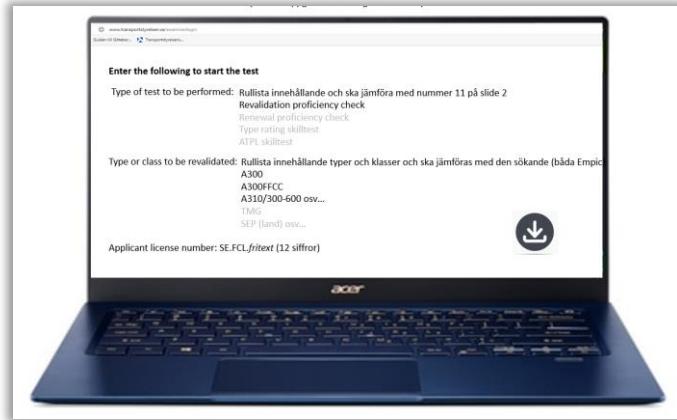 www.transportstyrelsen.se/examinerlogin
Enter the following to start the test
Type of test to be performed: Rullista innehållande och ska jämföra med nummer 11 på slide 2
Revalidation proficiency check
Renewal proficiency check
Type rating skilltest
ATPL skilltest
Type or class to be revalidated: Rullista innehållande typer och klasser och ska jämföras med den sökande (båda Empic
A300
A300FFCC
A310/300-600 osv...
TMG
SEP (land) osv...
Applicant license number: SE.FCL.fritext (12 siffror)
acer